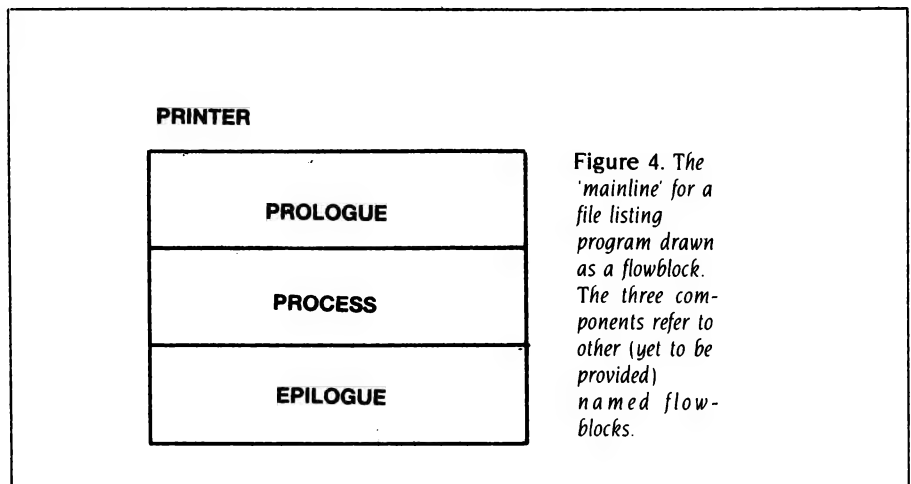 PRINTER
PROLOGUE
PROCESS
EPILOGUE
Figure 4. The
'mainline' for a
file listing
program drawn
as a flowblock.
The three com-
ponents refer to
other (yet to be
provided)
named flow-
blocks.